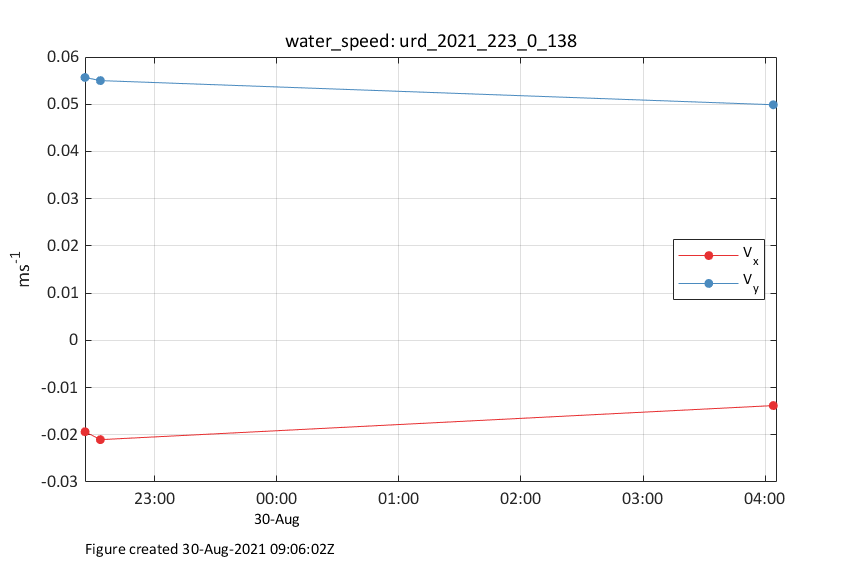 water_speed: urd_2021_223_0_138
0.06
0.05
0.04
0.03
0.02
0.01
0
-0.01
-0.02
-0.03
ms-1
Vx
Vy
23:00 00:00 01:00 02:00 03:00 04:00
30-Aug
Figure created 30-Aug-2021 09:06:02Z